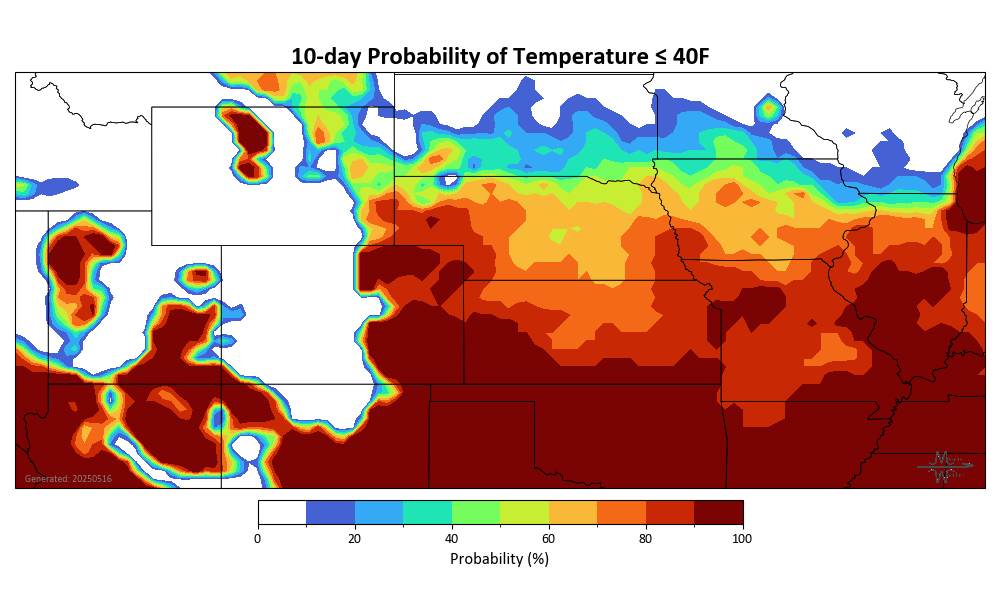 10-day Probability of Temperature ≤ 40F
Generated: 20250516
0 20 40 60 80 100
Probability (%)